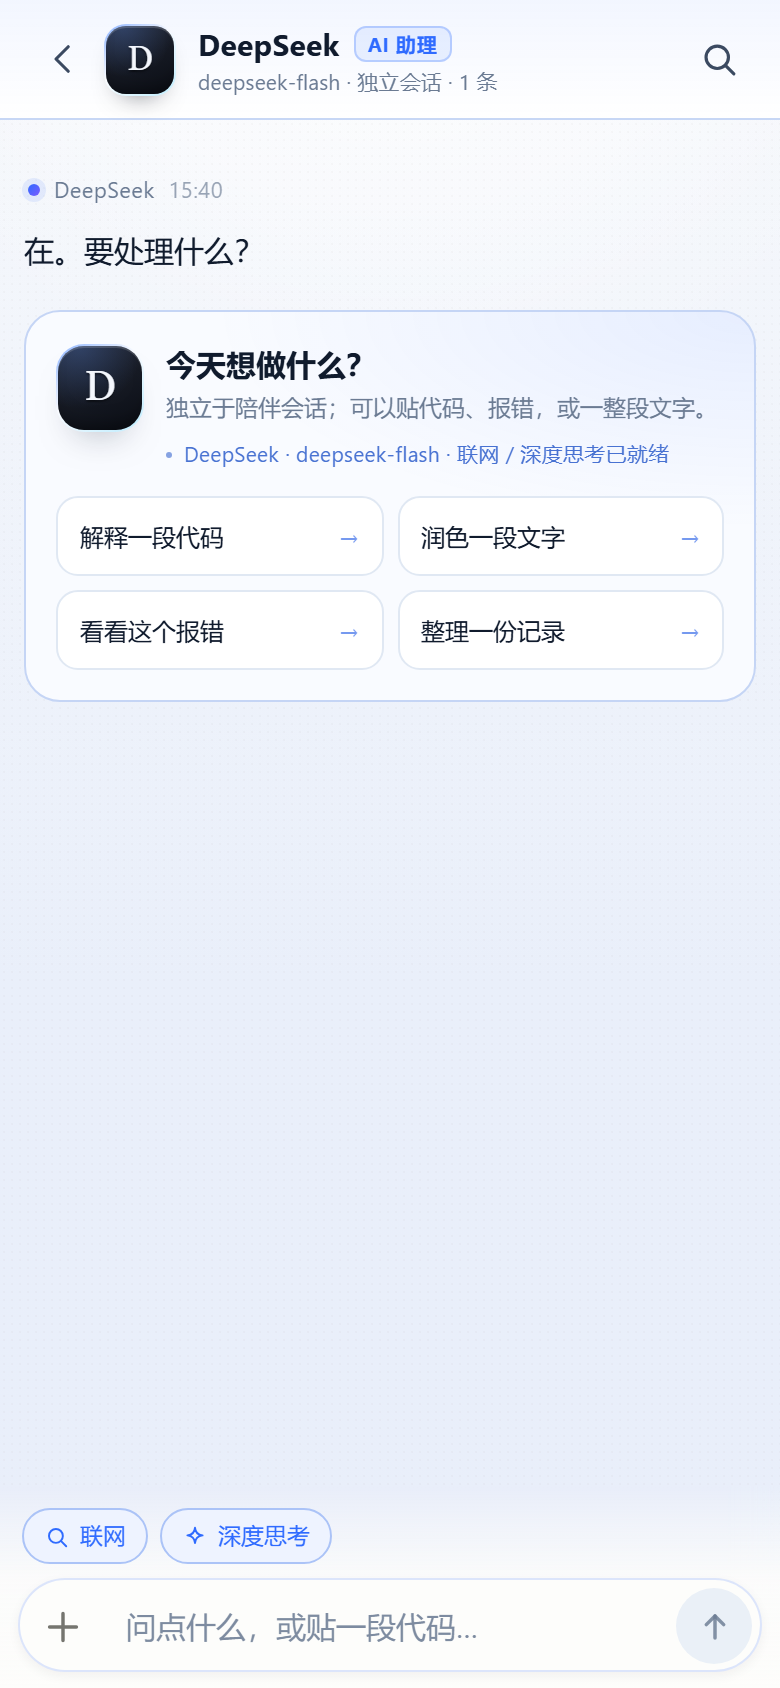 D
DeepSeek AI 助理
deepseek-flash · 独立会话 · 1 条
DeepSeek 15:40
在。要处理什么？
D
今天想做什么？
独立于陪伴会话；可以贴代码、报错，或一整段文字。
• DeepSeek · deepseek-flash · 联网 / 深度思考已就绪
解释一段代码 →
润色一段文字 →
看看这个报错 →
整理一份记录 →
联网
深度思考
问点什么，或贴一段代码...